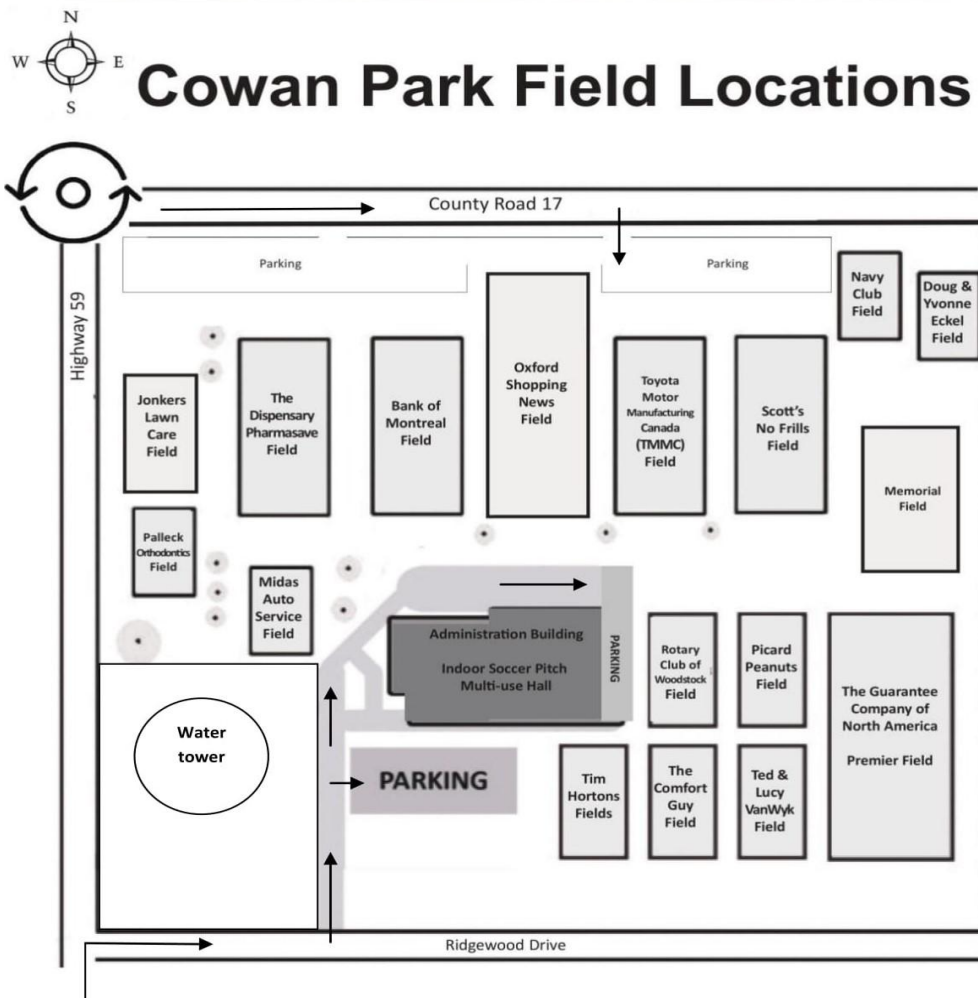 N
W E
S
Cowan Park Field Locations
County Road 17
Parking
Parking
Highway 59
Navy
Club
Field
Doug &
Yvonne
Eckel
Field
Jonkers
Lawn
Care
Field
The
Dispensary
Pharmasave
Field
Bank of
Montreal
Field
Oxford
Shopping
News
Field
Toyota
Motor
Manufacturing
Canada
(TMMC)
Field
Scott's
No Frills
Field
Memorial
Field
Palleck
Orthodontics
Field
Midas
Auto
Service
Field
Administration Building
Indoor Soccer Pitch
Multi-use Hall
PARKING
Rotary
Club of
Woodstock
Field
Picard
Peanuts
Field
The Guarantee
Company of
North America
Premier Field
Water
tower
PARKING
Tim
Hortons
Fields
The
Comfort
Guy
Field
Ted &
Lucy
VanWyk
Field
Ridgewood Drive